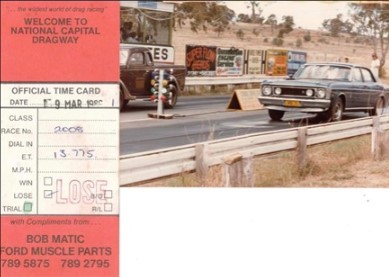 "the wildest world of drag racing"
WELCOME TO
NATIONAL CAPITAL
DRAGWAY
OFFICIAL TIME CARD
DATE 9 MAR
CLASS
RACE No. 2008
DIAL IN
E.T. 13.775
M.P.H.
WIN
LOSE LOSE
TRIAL R/L
with Compliments from
BOB MATIC
FORD MUSCLE PARTS
789 5875 789 2795
SUPER